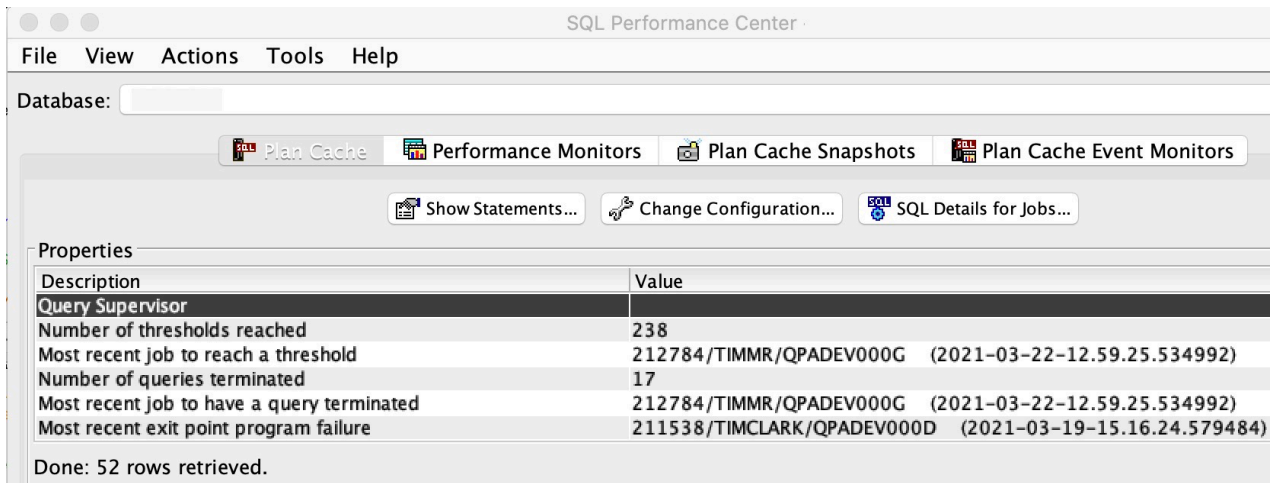 SQL Performance Center
File View Actions Tools Help
Database:
Plan Cache Performance Monitors Plan Cache Snapshots Plan Cache Event Monitors
Show Statements... Change Configuration... SQL Details for Jobs...
Properties
Description Value
Query Supervisor
Number of thresholds reached 238
Most recent job to reach a threshold 212784/TIMMR/QPADEV000G (2021-03-22-12.59.25.534992)
Number of queries terminated 17
Most recent job to have a query terminated 212784/TIMMR/QPADEV000G (2021-03-22-12.59.25.534992)
Most recent exit point program failure 211538/TIMCLARK/QPADEV000D (2021-03-19-15.16.24.579484)
Done: 52 rows retrieved.